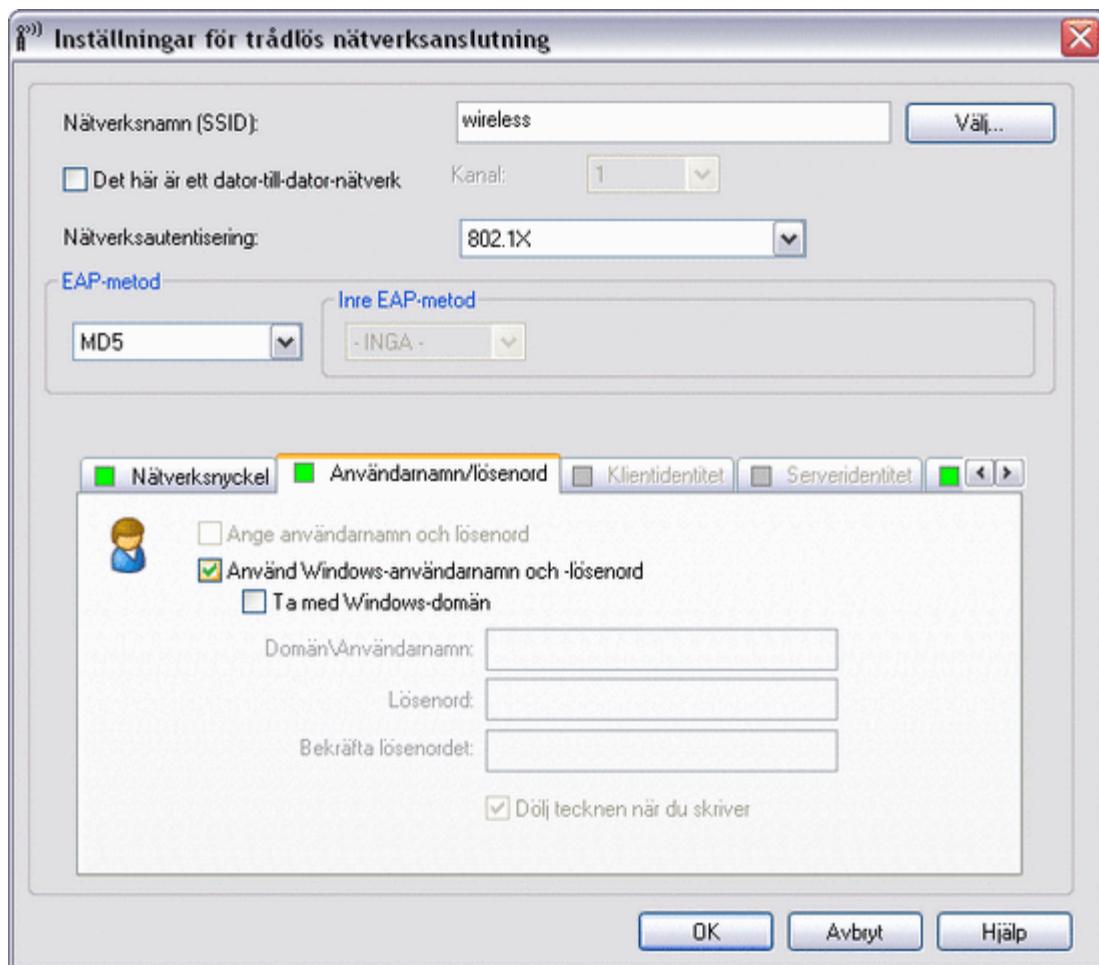 Inställningar för trådlös nätverksanslutning
Nätverksnamn (SSID): wireless Välj...
Det här är ett dator-till-dator-nätverk Kanal: 1
Nätverksautentisering: 802.1X
EAP-metod
Inre EAP-metod
MD5 - INGA -
Nätverksnyckel Användarnamn/lösenord Klientidentitet Serveridentitet
Ange användarnamn och lösenord
Använd Windows-användarnamn och -lösenord
Ta med Windows-domän
Domän\Användarnamn:
Lösenord:
Bekräfta lösenordet:
Dölj tecknen när du skriver
OK Avbryt Hjälp